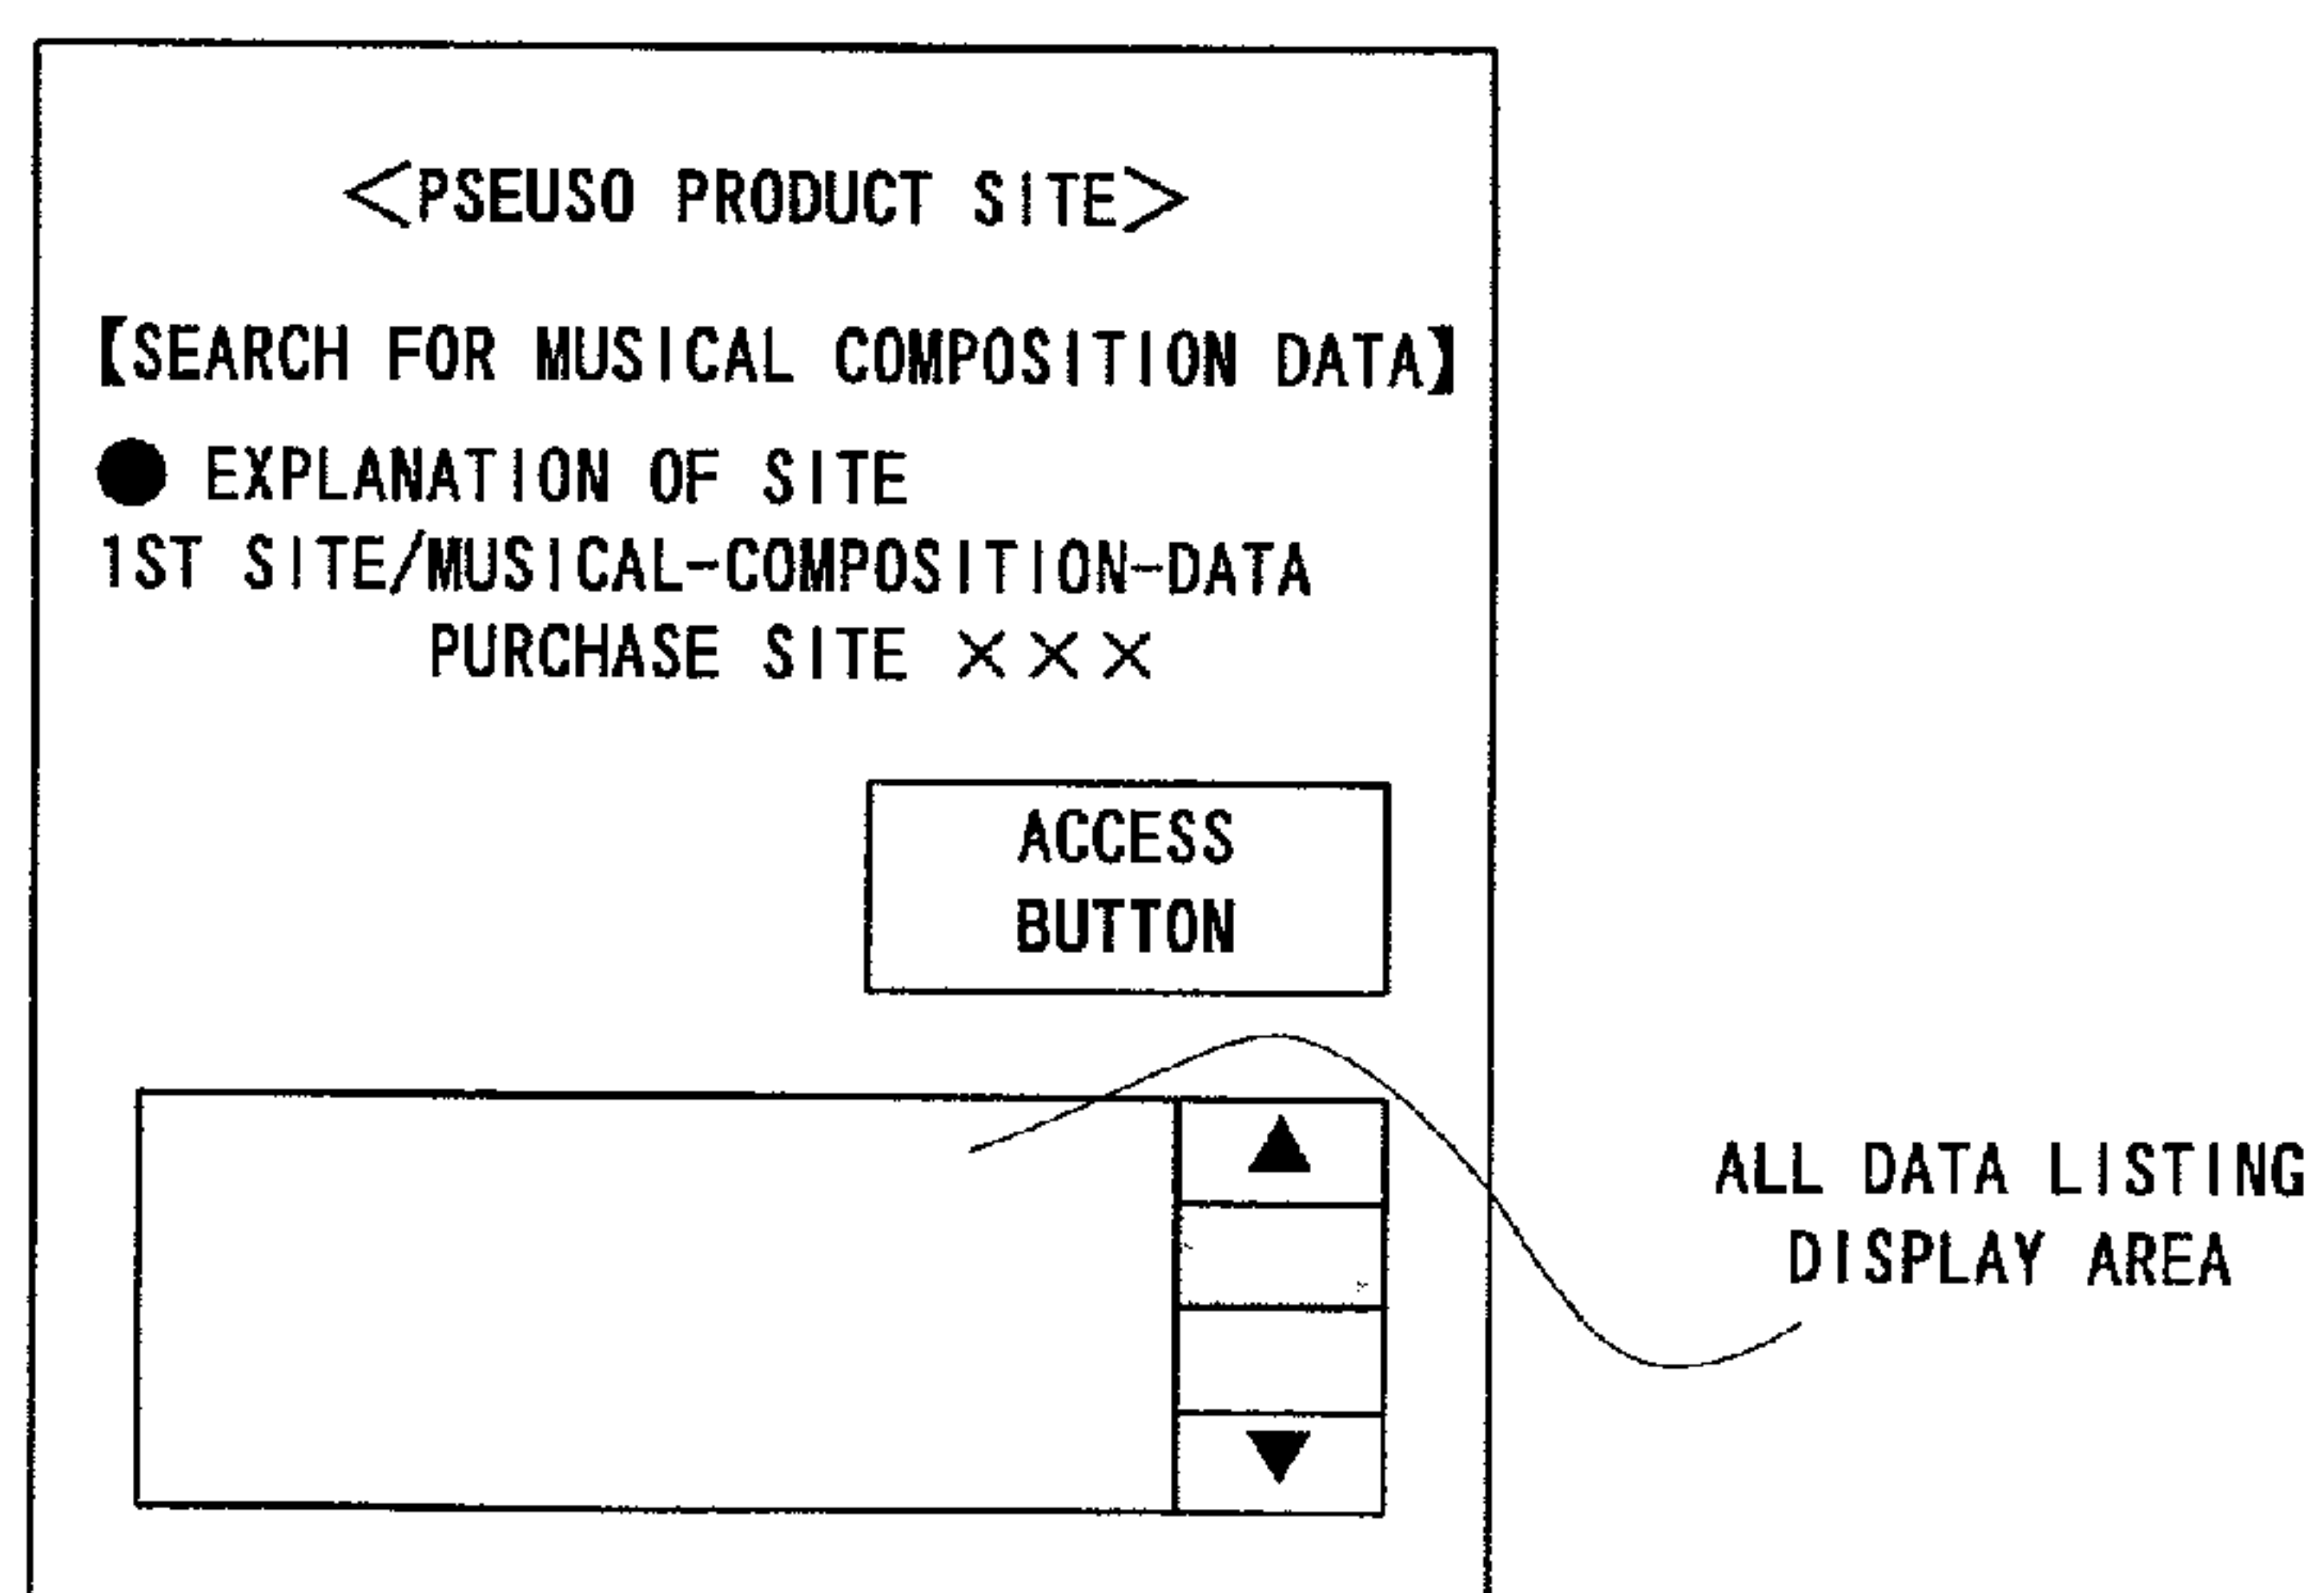 <PSEUSO PRODUCT SITE>
【SEARCH FOR MUSICAL COMPOSITION DATA】
● EXPLANATION OF SITE
1ST SITE/MUSICAL-COMPOSITION-DATA
PURCHASE SITE ×××
ACCESS
BUTTON
ALL DATA LISTING
DISPLAY AREA